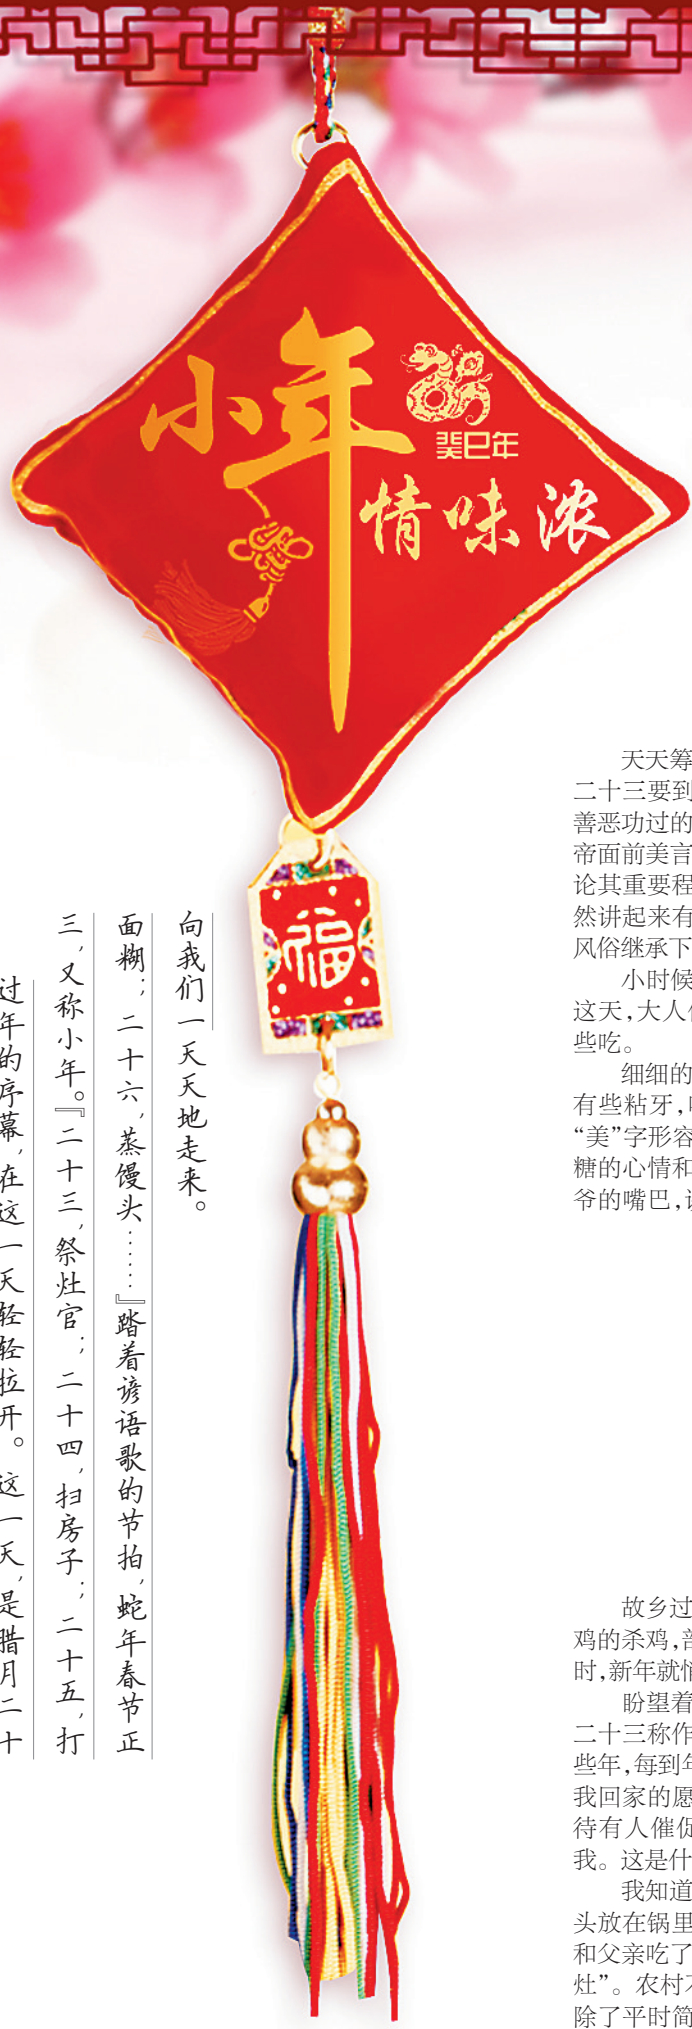 小年
癸巳年
情味浓
福
过年的序幕,在这一天轻轻拉开。这一天,是腊月二十
三,又称小年。『二十三,祭灶官;二十四,扫房子;二十五,打
面糊;二十六,蒸馒头……』踏着谚语歌的节拍,蛇年春节正
向我们一天天地走来。
天天筹
二十三要到
善恶功过的
帝面前美言
论其重要程
然讲起来有
风俗继承下
小时候
这天,大人
些吃。
细细的
有些粘牙,
“美”字形容
糖的心情和
爷的嘴巴,
故乡过
鸡的杀鸡,
时,新年就
盼望着
二十三称作
些年,每到年
我回家的愿
待有人催促
我。这是什
我知道
头放在锅里
和父亲吃了
灶”。农村
除了平时简